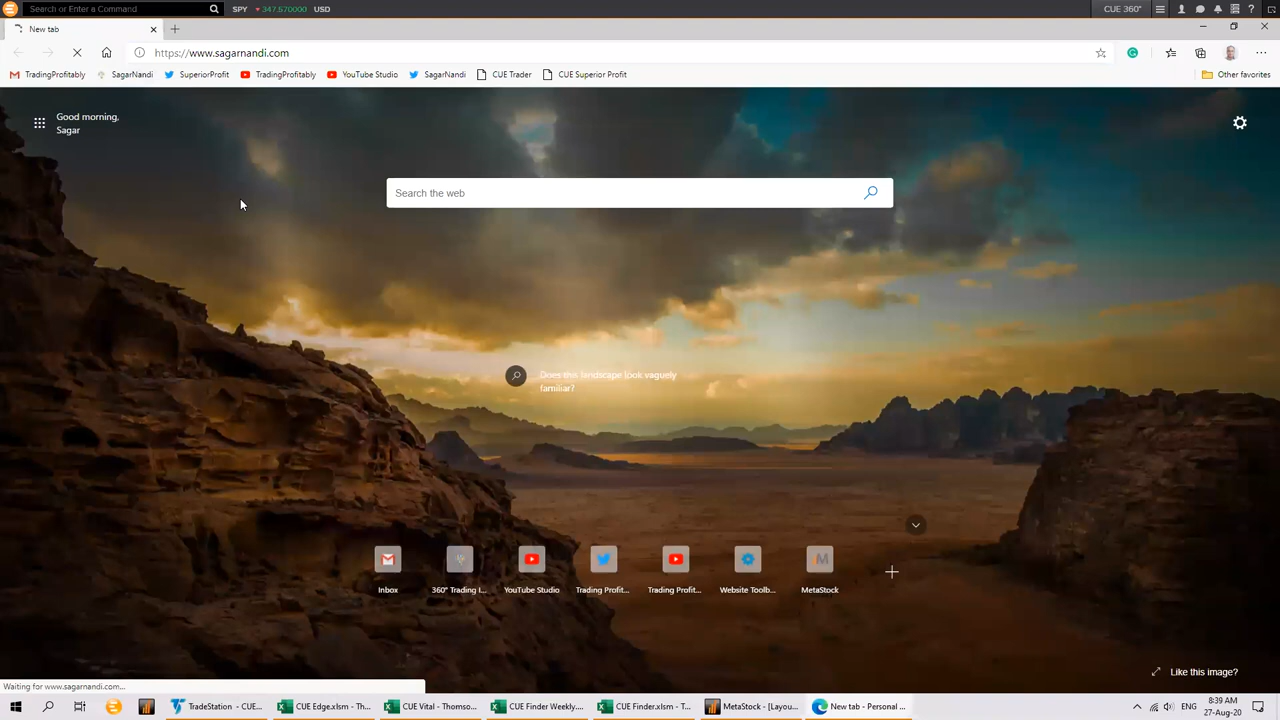 Search or Enter a Command SPY 347.570000 USD CUE 360°
New tab
https://www.sagarnandi.com
TradingProfitably SagarNandi SuperiorProfit TradingProfitably YouTube Studio SagarNandi CUE Trader CUE Superior Profit Other favorites
Good morning,
Sagar
Search the web
Does this landscape look vaguely
familiar?
Inbox 360° Trading I... YouTube Studio Trading Profit... Trading Profit... Website Toolb... MetaStock
Like this image?
Waiting for www.sagarnandi.com...
TradeStation - CUE... CUE Edge.xlsm - Th... CUE Vital - Thomso... CUE Finder Weekly.... CUE Finder.xlsm - T... MetaStock - [Layou... New tab - Personal ... ENG 8:39 AM
27-Aug-20